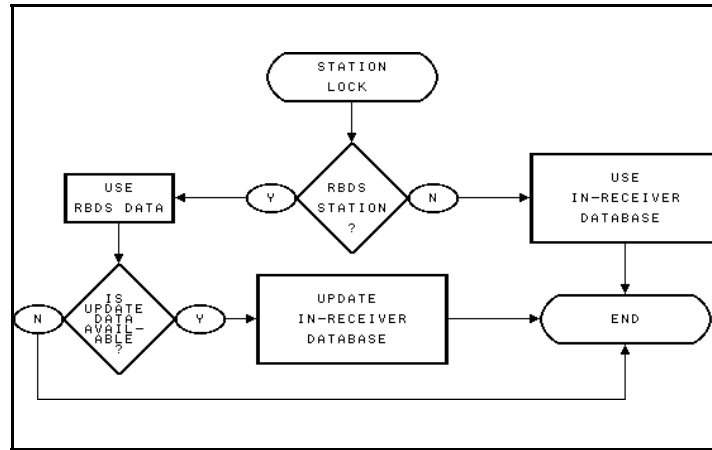 STATION
LOCK
USE
RBDS DATA
Y
RBDS
STATION
?
N
USE
IN-RECEIVER
DATABASE
N
IS
UPDATE
DATA
AVAIL-
ABLE
?
Y
UPDATE
IN-RECEIVER
DATABASE
END